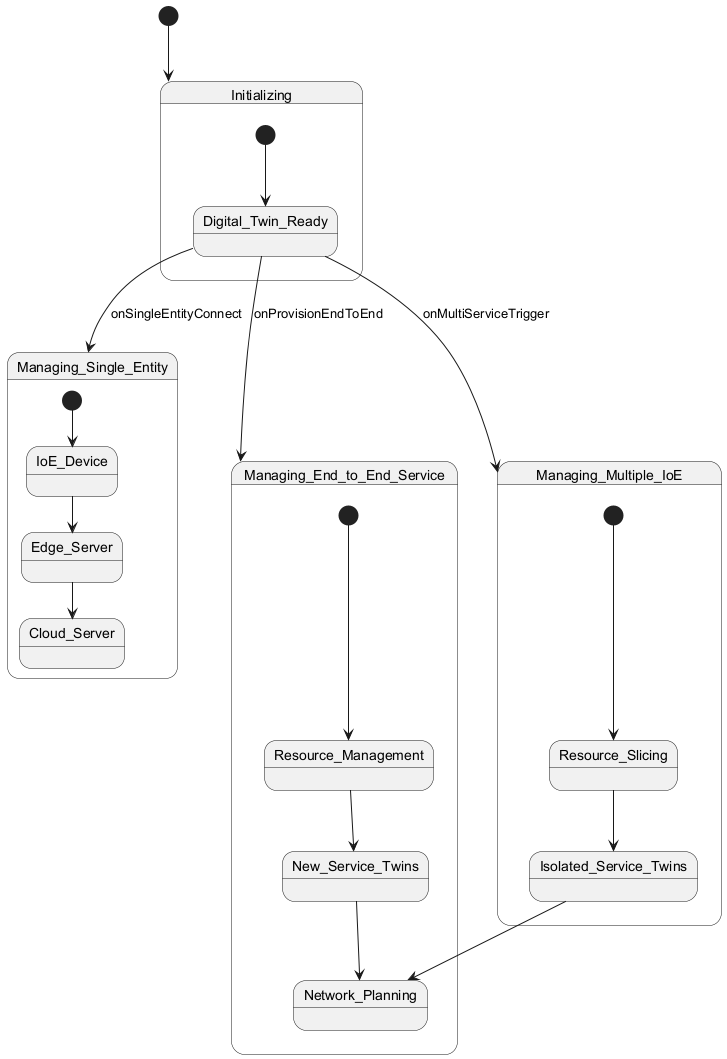 Initializing
Digital_Twin_Ready
onSingleEntityConnect
onProvisionEndToEnd
onMultiServiceTrigger
Managing_Single_Entity
IoE_Device
Edge_Server
Cloud_Server
Managing_End_to_End_Service
Resource_Management
New_Service_Twins
Network_Planning
Managing_Multiple_IoE
Resource_Slicing
Isolated_Service_Twins